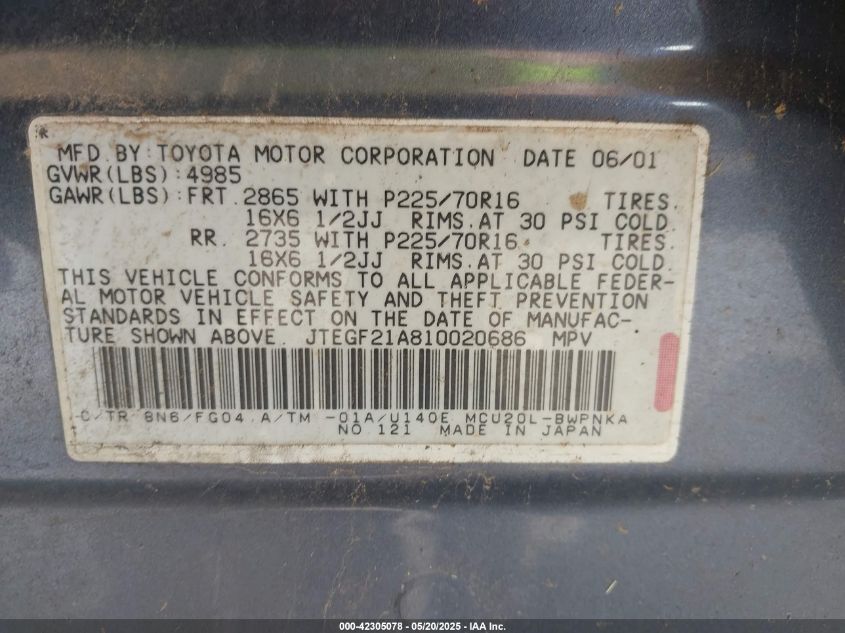 MFD.BY:TOYOTA MOTOR CORPORATION DATE 06/01
GVWR(LBS):4985
GAWR(LBS):FRT.2865 WITH P225/70R16 TIRES.
16X6 1/2JJ RIMS.AT 30 PSI COLD.
RR. 2735 WITH P225/70R16 TIRES.
16X6 1/2JJ RIMS.AT 30 PSI COLD.
THIS VEHICLE CONFORMS TO ALL APPLICABLE FEDER-
AL MOTOR VEHICLE SAFETY AND THEFT PREVENTION
STANDARDS IN EFFECT ON THE DATE OF MANUFAC-
TURE SHOWN ABOVE. JTEGF21A810020686 MPV
C/TR 8N6/FG04 A/TM -01A/U140E MCU20L-BWPNKA
NO 121 MADE IN JAPAN
000-42305078 - 05/20/2025 - IAA Inc.